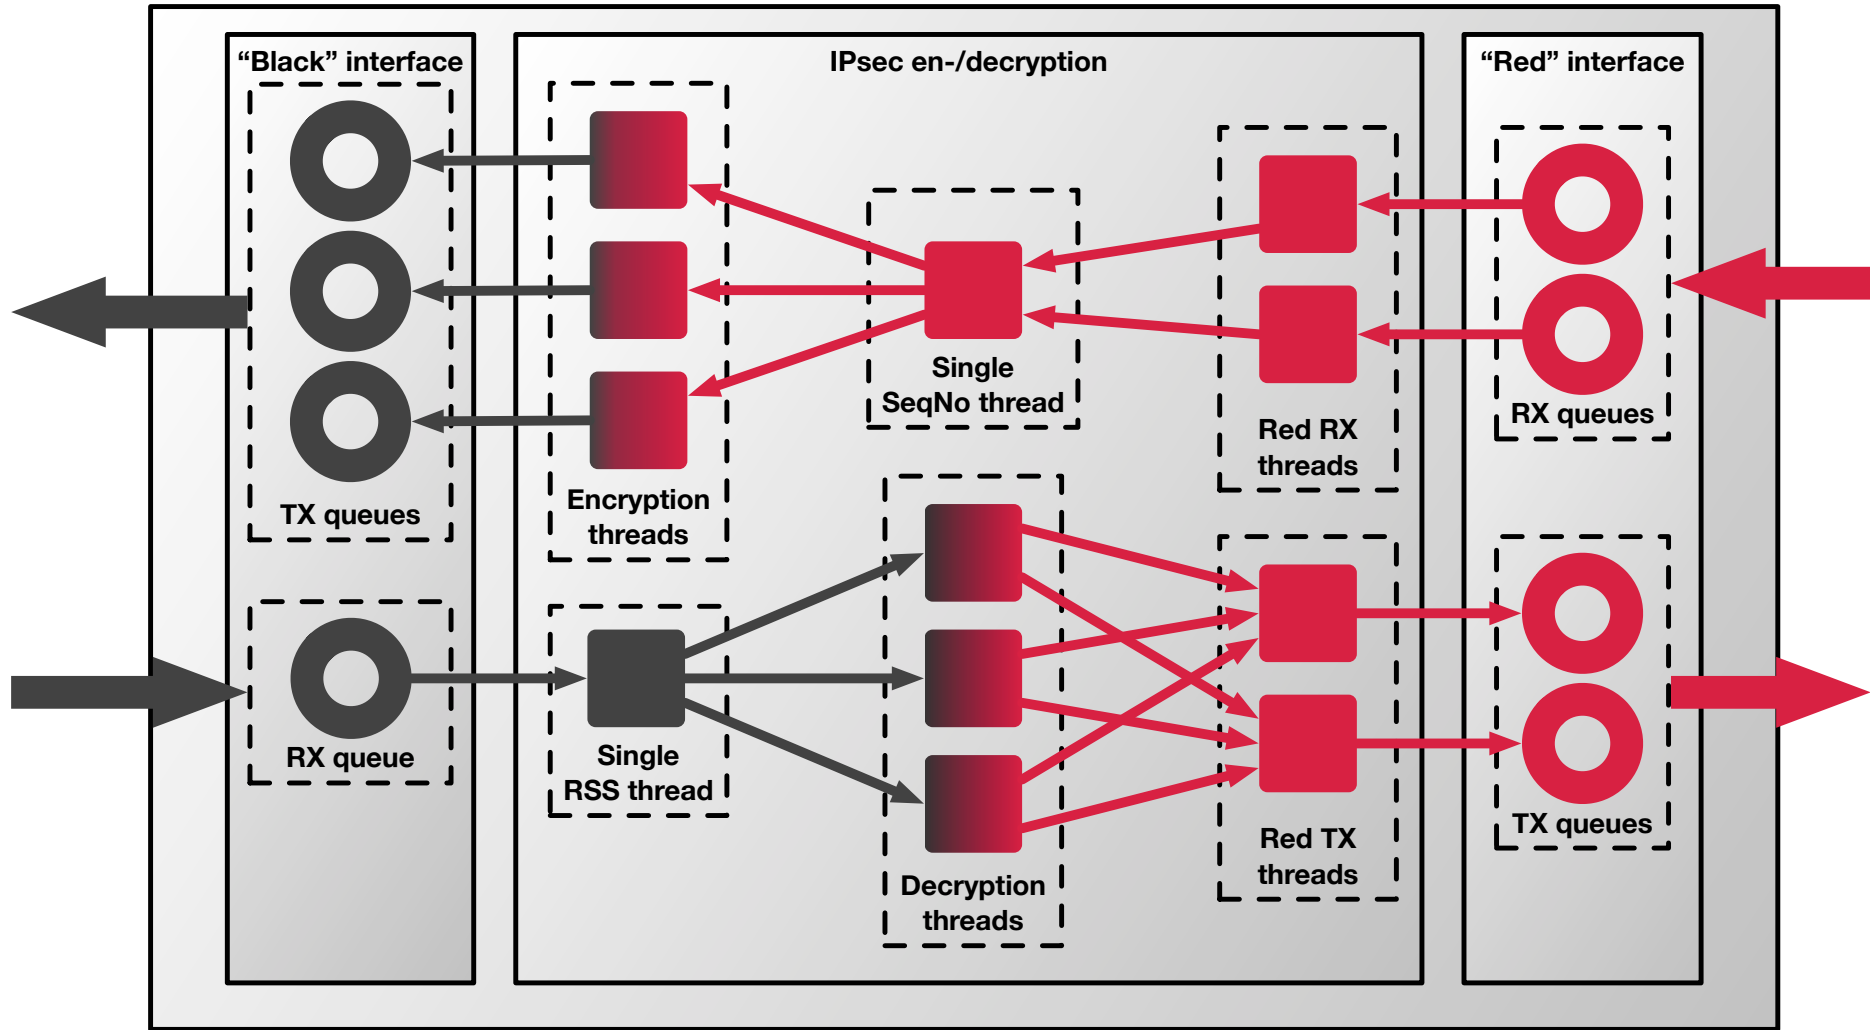 “Black” interface
IPsec en-/decryption
“Red” interface
TX queues
Encryption
threads
Single
SeqNo thread
Red RX
threads
RX queues
RX queue
Single
RSS thread
Decryption
threads
Red TX
threads
TX queues